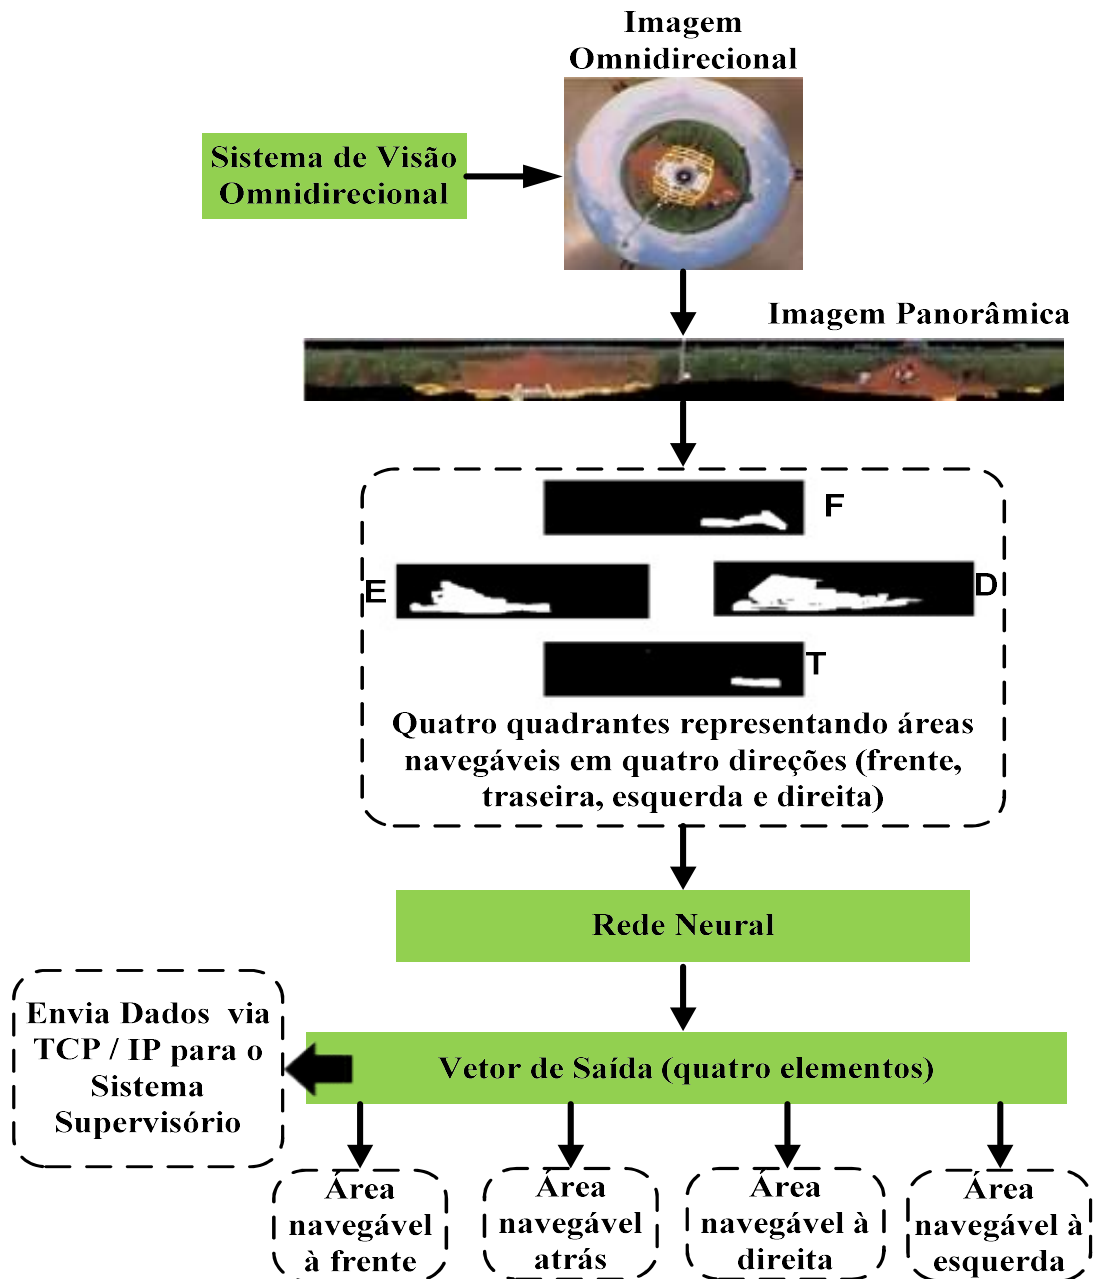 Imagem
Omnidirecional
Sistema de Visão
Omnidirecional
Imagem Panorâmica
F
E
D
T
Quatro quadrantes representando áreas
navegáveis em quatro direções (frente,
traseira, esquerda e direita)
Rede Neural
Envia Dados via
TCP / IP para o
Sistema
Supervisório
Vetor de Saída (quatro elementos)
Área
navegável
à frente
Área
navegável
atrás
Área
navegável à
direita
Área
navegável à
esquerda